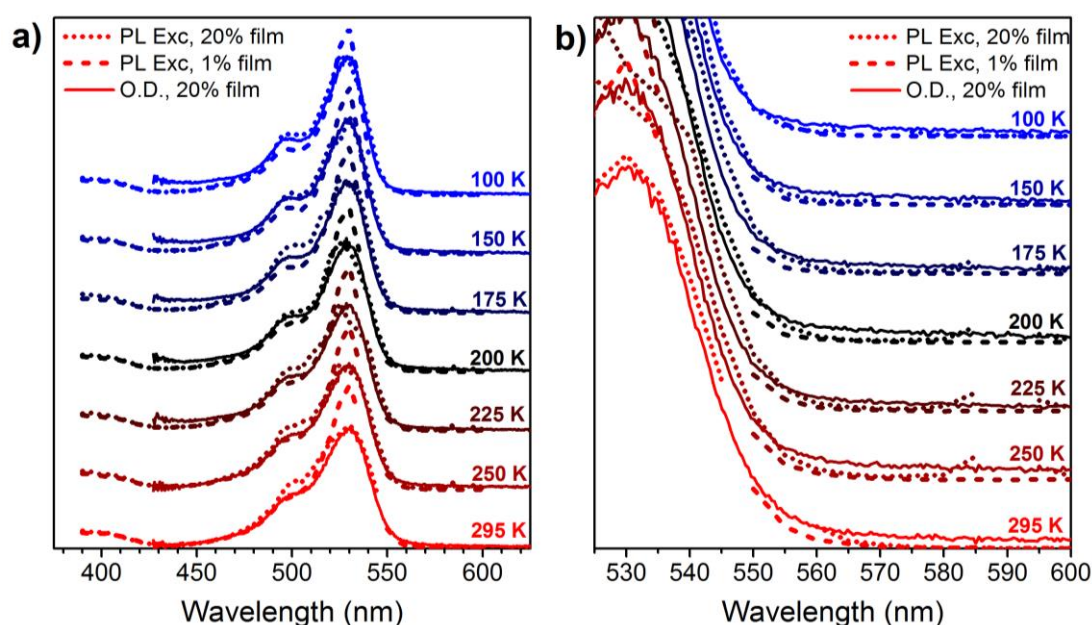 a)
PL Exc, 20% film
PL Exc, 1% film
O.D., 20% film
100 K
150 K
175 K
200 K
225 K
250 K
295 K
400 450 500 550 600
Wavelength (nm)
b)
PL Exc, 20% film
PL Exc, 1% film
O.D., 20% film
100 K
150 K
175 K
200 K
225 K
250 K
295 K
530 540 550 560 570 580 590 600
Wavelength (nm)